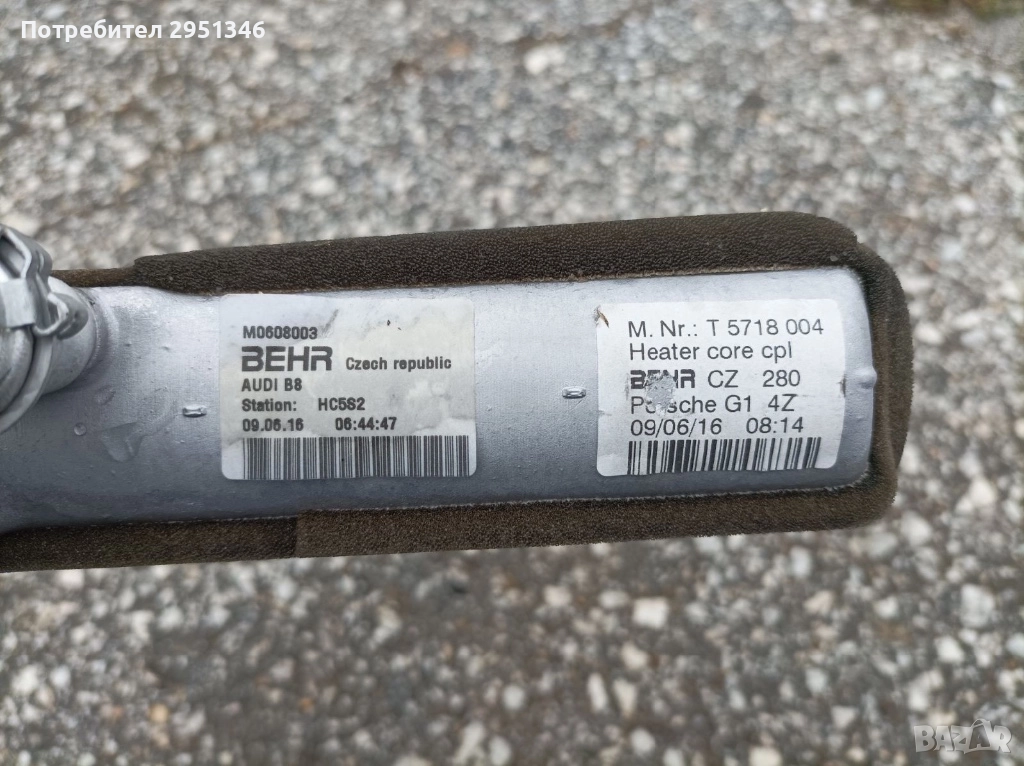 Потребител 2951346
M0608003
BEHR Czech republic
AUDI B8
Station: HC5S2
09.06.16 06:44:47
M. Nr.: T 5718 004
Heater core cpl
BEHR CZ 280
Porsche G1 4Z
09/06/16 08:14
BAZAR